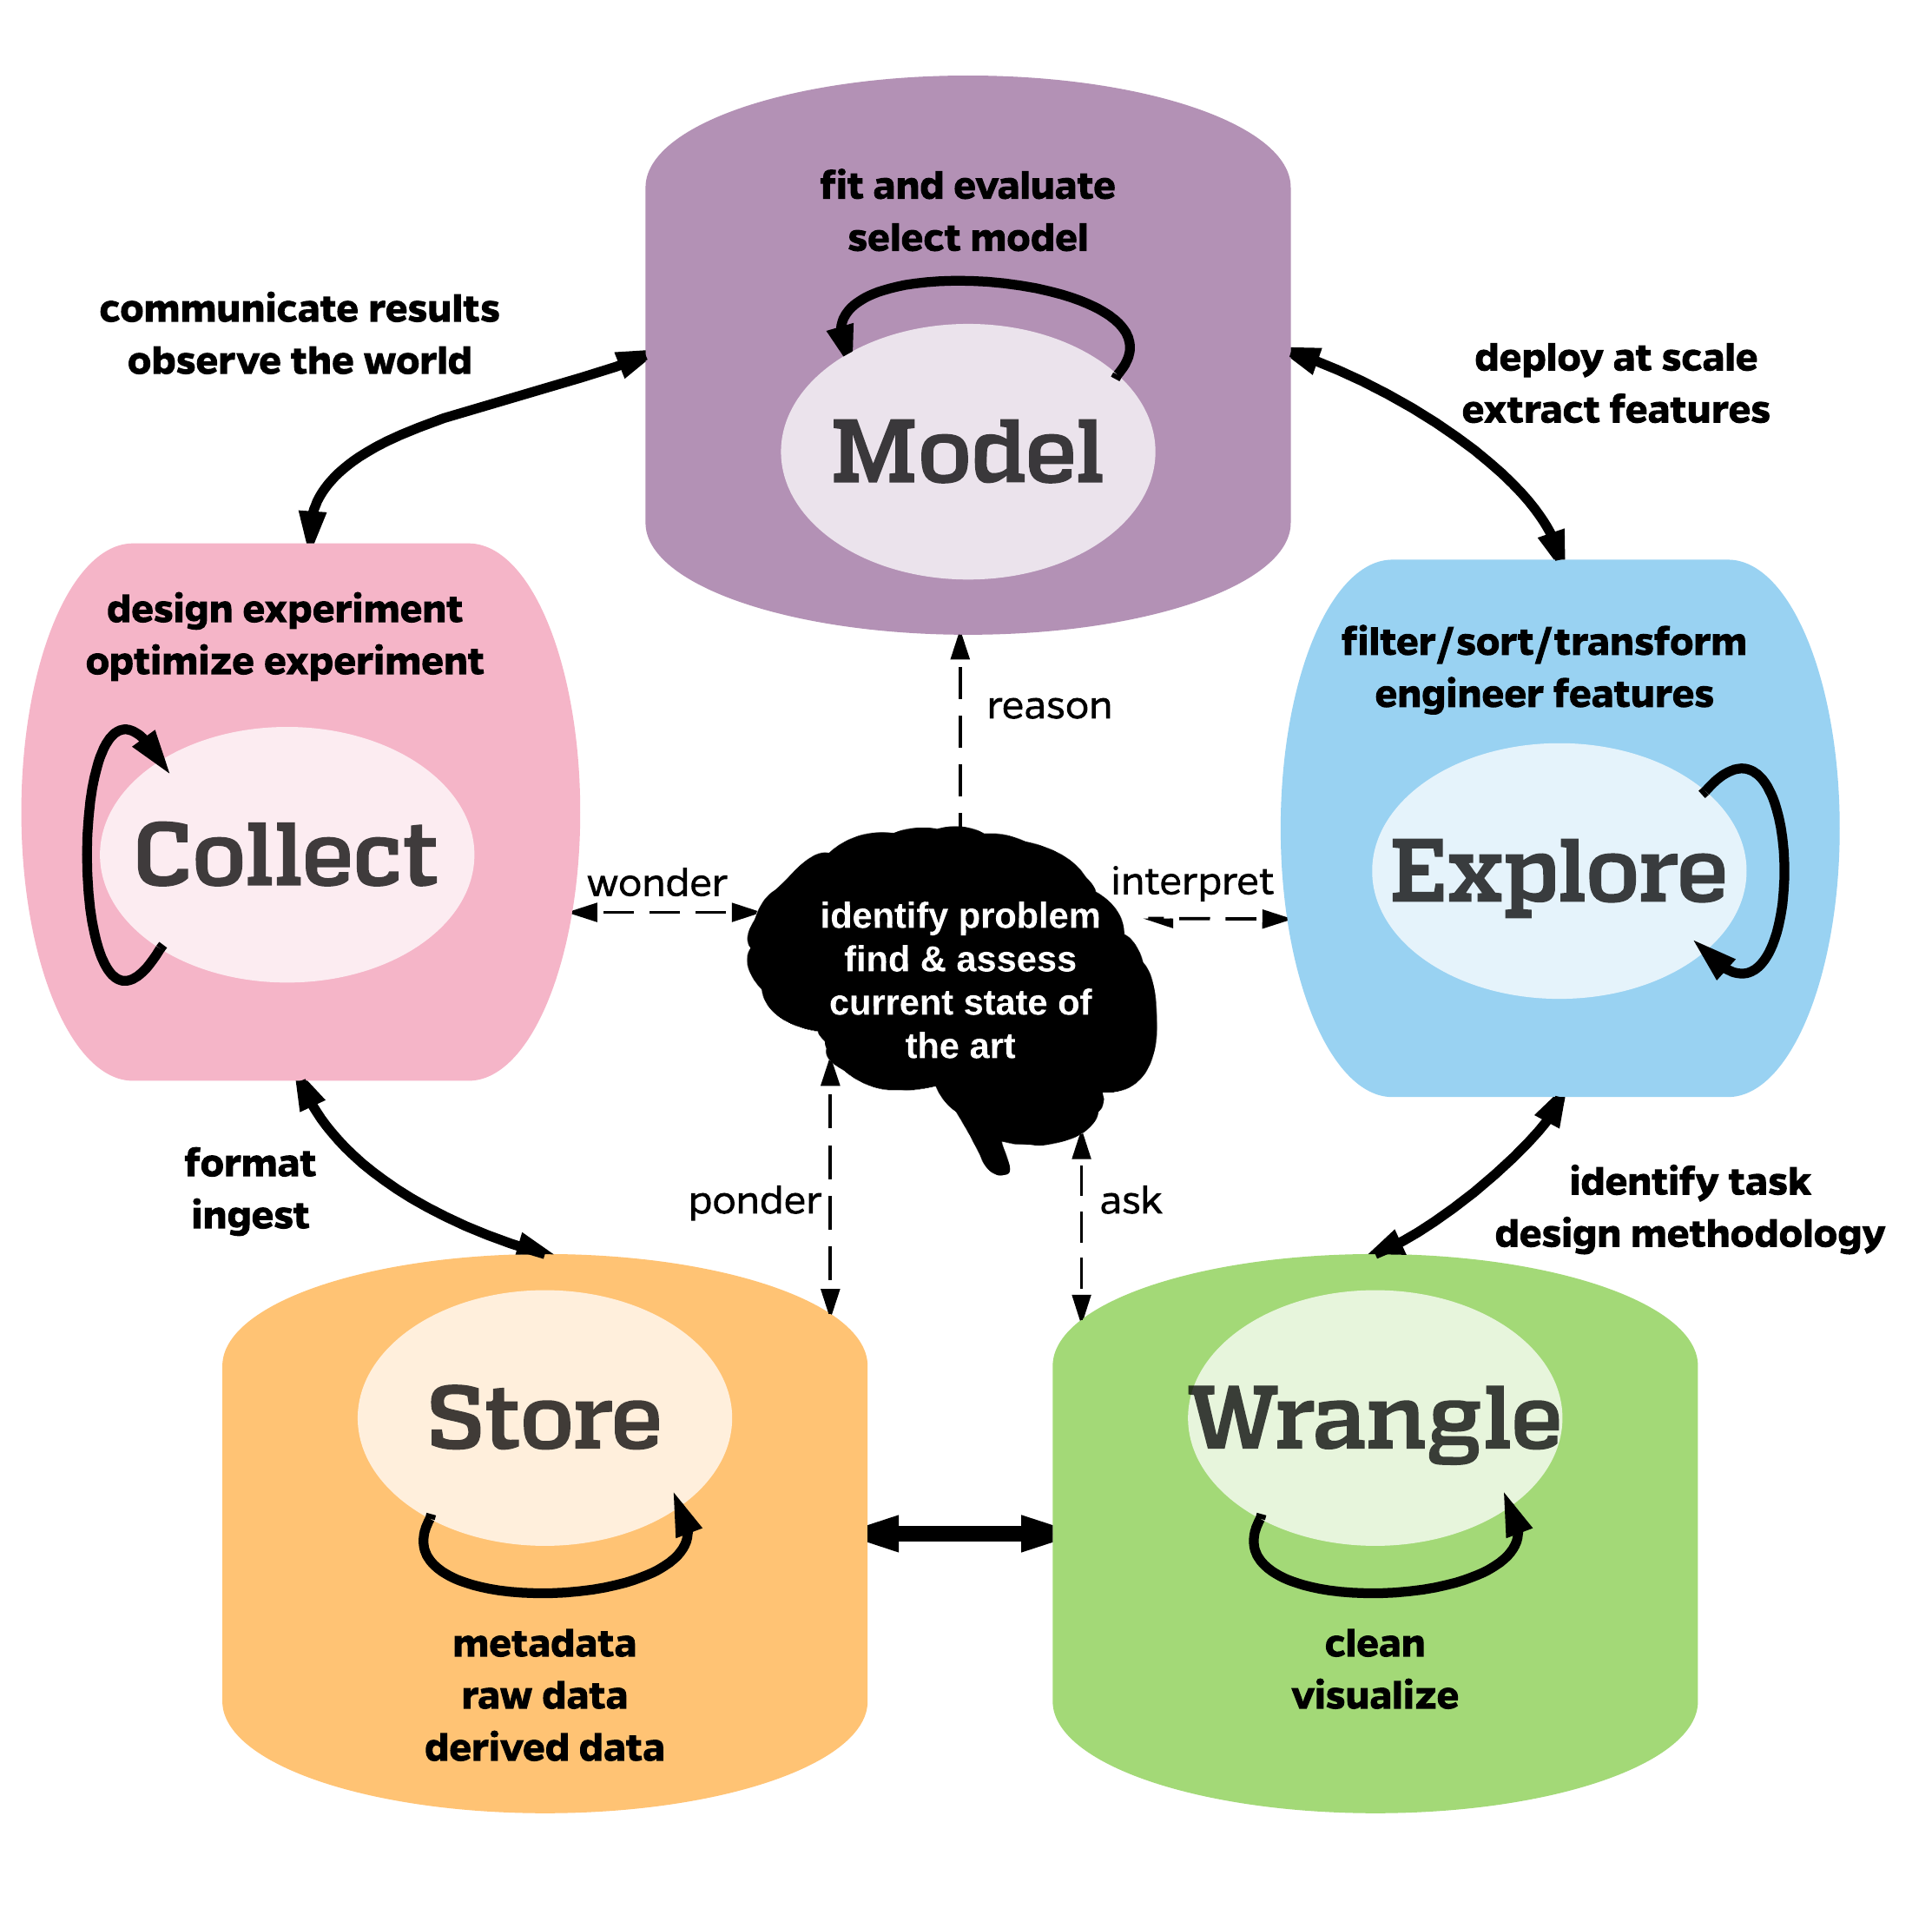 fit and evaluate
select model
Model
communicate results
observe the world
deploy at scale
extract features
design experiment
optimize experiment
Collect
filter/sort/transform
engineer features
Explore
reason
wonder
interpret
identify problem
find & assess
current state of
the art
ponder
ask
format
ingest
identify task
design methodology
Store
metadata
raw data
derived data
Wrangle
clean
visualize